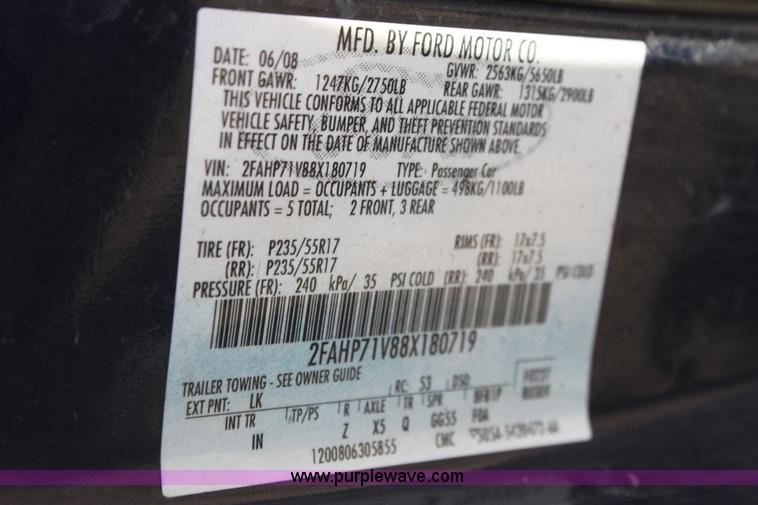 MFD. BY FORD MOTOR CO.
DATE: 06/08 GVWR: 2563KG/5650LB
FRONT GAWR: 1247KG/2750LB REAR GAWR: 1315KG/2900LB
THIS VEHICLE CONFORMS TO ALL APPLICABLE FEDERAL MOTOR
VEHICLE SAFETY, BUMPER, AND THEFT PREVENTION STANDARDS
IN EFFECT ON THE DATE OF MANUFACTURE SHOWN ABOVE.
VIN: 2FAHP71V88X180719 TYPE: Passenger Car
MAXIMUM LOAD = OCCUPANTS + LUGGAGE = 498KG/1100LB
OCCUPANTS = 5 TOTAL; 2 FRONT, 3 REAR
TIRE (FR): P235/55R17 RIMS (FR): 17x7.5
(RR): P235/55R17 (RR): 17x7.5
PRESSURE (FR): 240 kPa/ 35 PSI COLD (RR): 240 kPa/ 35 PSI COLD
2FAHP71V88X180719
TRAILER TOWING - SEE OWNER GUIDE
EXT PNT: LK RC: 53 DSO:
INT TR TP/PS R AXLE TR SPR
IN Z X5 Q GG55 FOA
1200806305855 CMC
www.purplewave.com